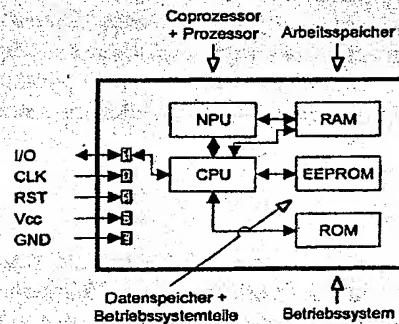 Coprozessor
+ Prozessor
Arbeitsspeicher
NPU
RAM
I/O
CLK
CPU
EEPROM
RST
Vcc
GND
ROM
Datenspeicher +
Betriebssystemteile
Betriebssystem